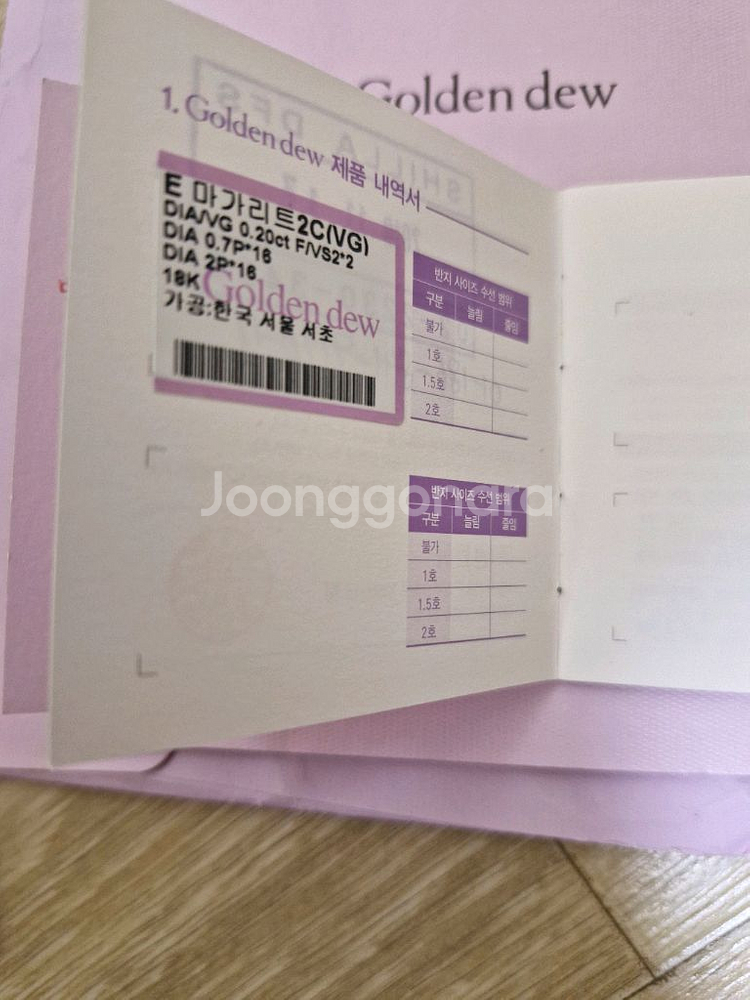 Golden dew
1. Golden dew 제품 내역서
E 마가리트2C(VG)
DIA/VG 0.20ct F/VS2*2
DIA 0.7P*16
DIA 2P*16
18K
Golden dew
가공:한국 서울 서초
반지 사이즈 수선 범위
구분 늘림 줄임
불가
1호
1.5호
2호
Joonggonara
반지 사이즈 수선 범위
구분 늘림 줄임
불가
1호
1.5호
2호